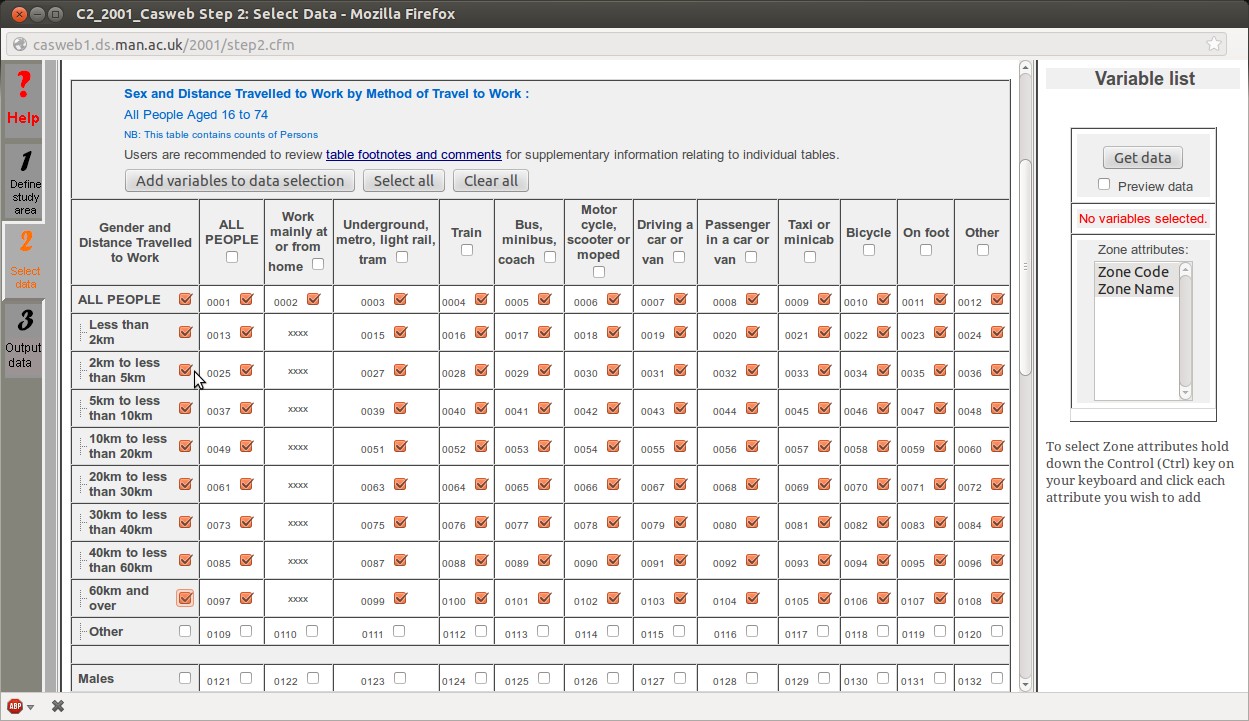 C2_2001_Casweb Step 2: Select Data - Mozilla Firefox
casweb1.ds.man.ac.uk/2001/step2.cfm
?
Help
1
Define
study
area
2
Select
data
3
Output
data
Sex and Distance Travelled to Work by Method of Travel to Work :
All People Aged 16 to 74
NB: This table contains counts of Persons
Users are recommended to review table footnotes and comments for supplementary information relating to individual tables.
Add variables to data selection Select all Clear all
Gender and
Distance Travelled
to Work
ALL
PEOPLE
Work
mainly at
or from
home
Underground,
metro, light rail,
tram
Train
Bus,
minibus,
coach
Motor
cycle,
scooter or
moped
Driving a
car or
van
Passenger
in a car or
van
Taxi or
minicab
Bicycle
On foot
Other
ALL PEOPLE 0001 0002 0003 0004 0005 0006 0007 0008 0009 0010 0011 0012
Less than
2km
0013 xxxx 0015 0016 0017 0018 0019 0020 0021 0022 0023 0024
2km to less
than 5km
0025 xxxx 0027 0028 0029 0030 0031 0032 0033 0034 0035 0036
5km to less
than 10km
0037 xxxx 0039 0040 0041 0042 0043 0044 0045 0046 0047 0048
10km to less
than 20km
0049 xxxx 0051 0052 0053 0054 0055 0056 0057 0058 0059 0060
20km to less
than 30km
0061 xxxx 0063 0064 0065 0066 0067 0068 0069 0070 0071 0072
30km to less
than 40km
0073 xxxx 0075 0076 0077 0078 0079 0080 0081 0082 0083 0084
40km to less
than 60km
0085 xxxx 0087 0088 0089 0090 0091 0092 0093 0094 0095 0096
60km and
over
0097 xxxx 0099 0100 0101 0102 0103 0104 0105 0106 0107 0108
Other 0109 0110 0111 0112 0113 0114 0115 0116 0117 0118 0119 0120
Males 0121 0122 0123 0124 0125 0126 0127 0128 0129 0130 0131 0132
Variable list
Get data
Preview data
No variables selected.
Zone attributes:
Zone Code
Zone Name
To select Zone attributes hold
down the Control (Ctrl) key on
your keyboard and click each
attribute you wish to add
ABP